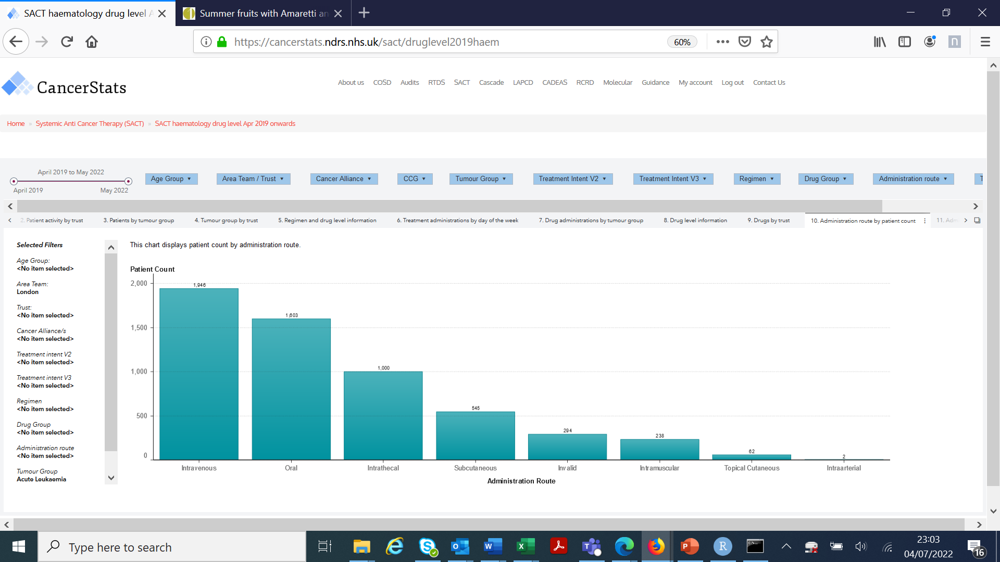 SACT haematology drug level A
Summer fruits with Amaretti an
https://cancerstats.ndrs.nhs.uk/sact/druglevel2019haem
60%
n
CancerStats
About us COSD Audits RTDS SACT Cascade LAPCD CADEAS RCRD Molecular Guidance My account Log out Contact Us
Home » Systemic Anti Cancer Therapy (SACT) » SACT haematology drug level Apr 2019 onwards
April 2019 to May 2022
April 2019 May 2022
Age Group Area Team / Trust Cancer Alliance CCG Tumour Group Treatment Intent V2 Treatment Intent V3 Regimen Drug Group Administration route
2. Patient activity by trust 3. Patients by tumour group 4. Tumour group by trust 5. Regimen and drug level information 6. Treatment administrations by day of the week 7. Drug administrations by tumour group 8. Drug level information 9. Drugs by trust 10. Administration route by patient count 11. Adm
Selected Filters
Age Group:
<No item selected>
Area Team:
London
Trust:
<No item selected>
Cancer Alliance/s
<No item selected>
Treatment intent V2
<No item selected>
Treatment intent V3
<No item selected>
Regimen
<No item selected>
Drug Group
<No item selected>
Administration route
<No item selected>
Tumour Group
Acute Leukaemia
This chart displays patient count by administration route.
Patient Count
2,000
1,500
1,000
500
0
1,946
1,603
1,000
545
294
238
62
2
Intravenous Oral Intrathecal Subcutaneous Invalid Intramuscular Topical Cutaneous Intraarterial
Administration Route
Type here to search
23:03
04/07/2022
16